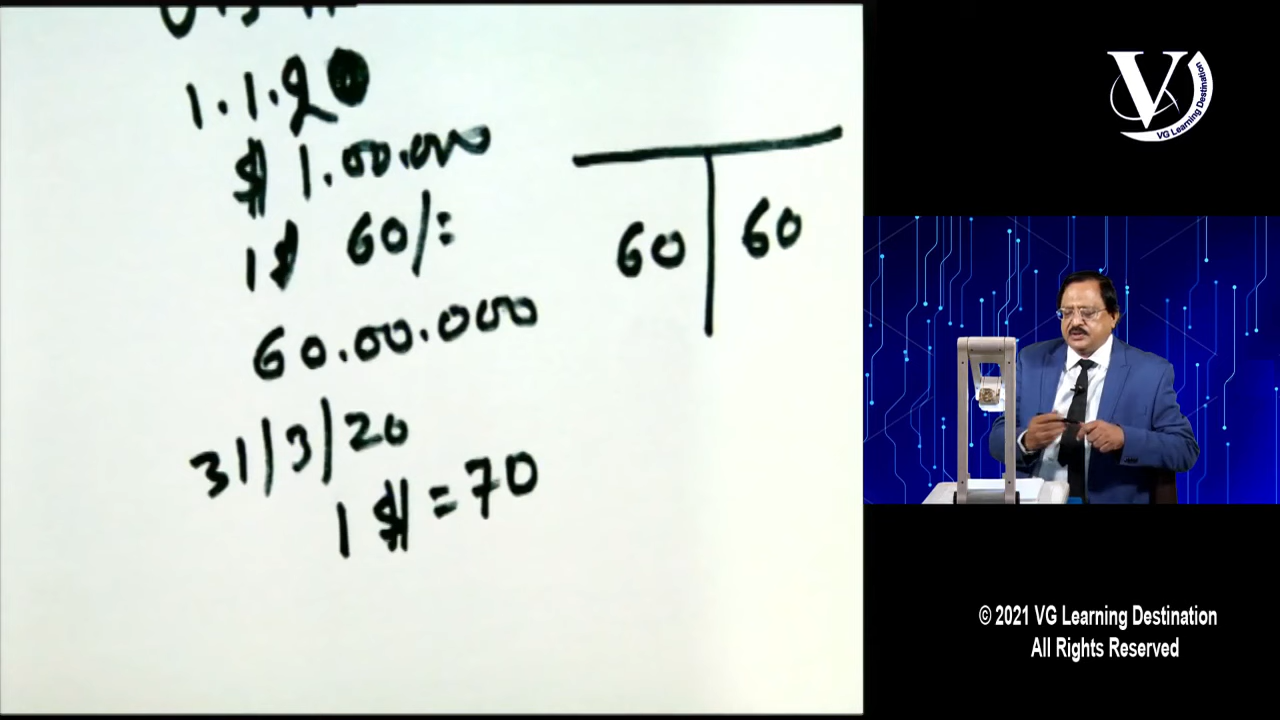 1.1.20
$ 1.00.000
1$ 60/=
60.00.000
31/3/20
1$=70
60 60
V
VG Learning Destination
© 2021 VG Learning Destination
All Rights Reserved